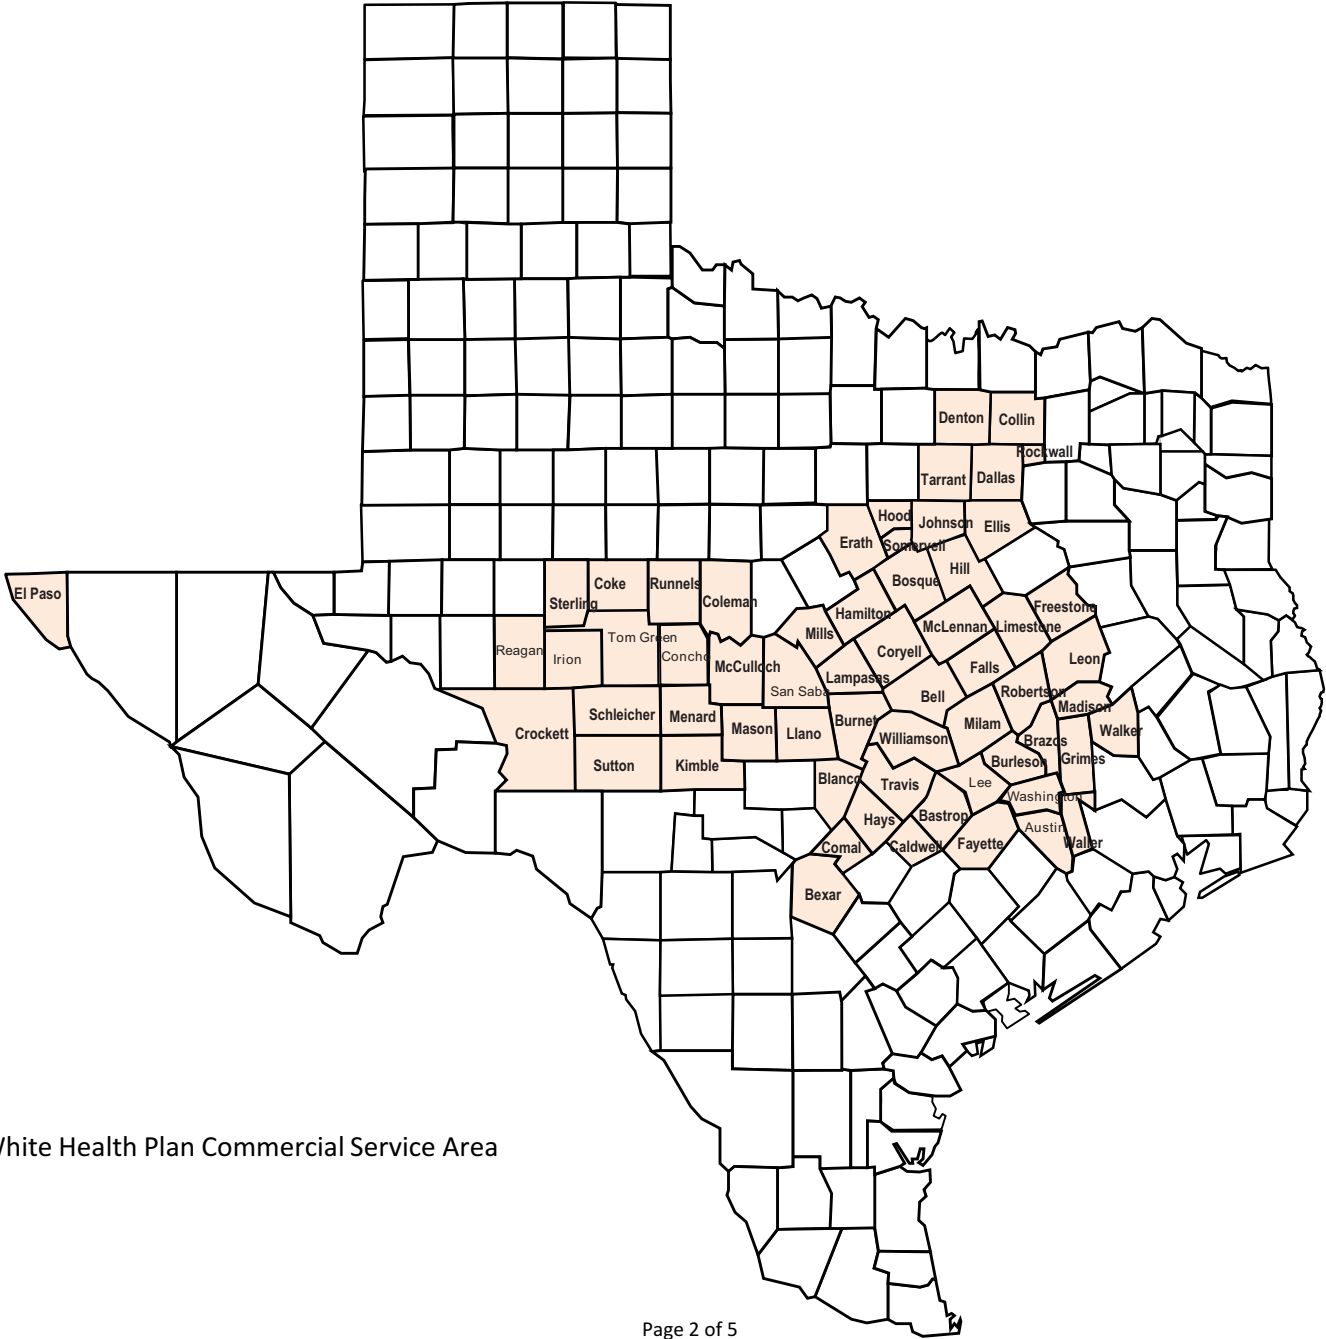 Denton
Collin
Rockwall
Tarrant
Dallas
Hood
Johnson
Ellis
Erath
Somervell
Hill
Bosque
El Paso
Coke
Runnels
Sterling
Coleman
Freestone
Hamilton
Mills
McLennan
Limestone
Tom Green
Reagan
Irion
Concho
McCulloch
Coryell
Falls
Leon
San Saba
Lampasas
Bell
Robertson
Madison
Schleicher
Menard
Mason
Llano
Burnet
Milam
Crockett
Williamson
Brazos
Walker
Sutton
Kimble
Burleson
Grimes
Blanco
Travis
Lee
Washington
Hays
Bastrop
Austin
Comal
Caldwell
Fayette
Waller
Bexar
White Health Plan Commercial Service Area
Page 2 of 5